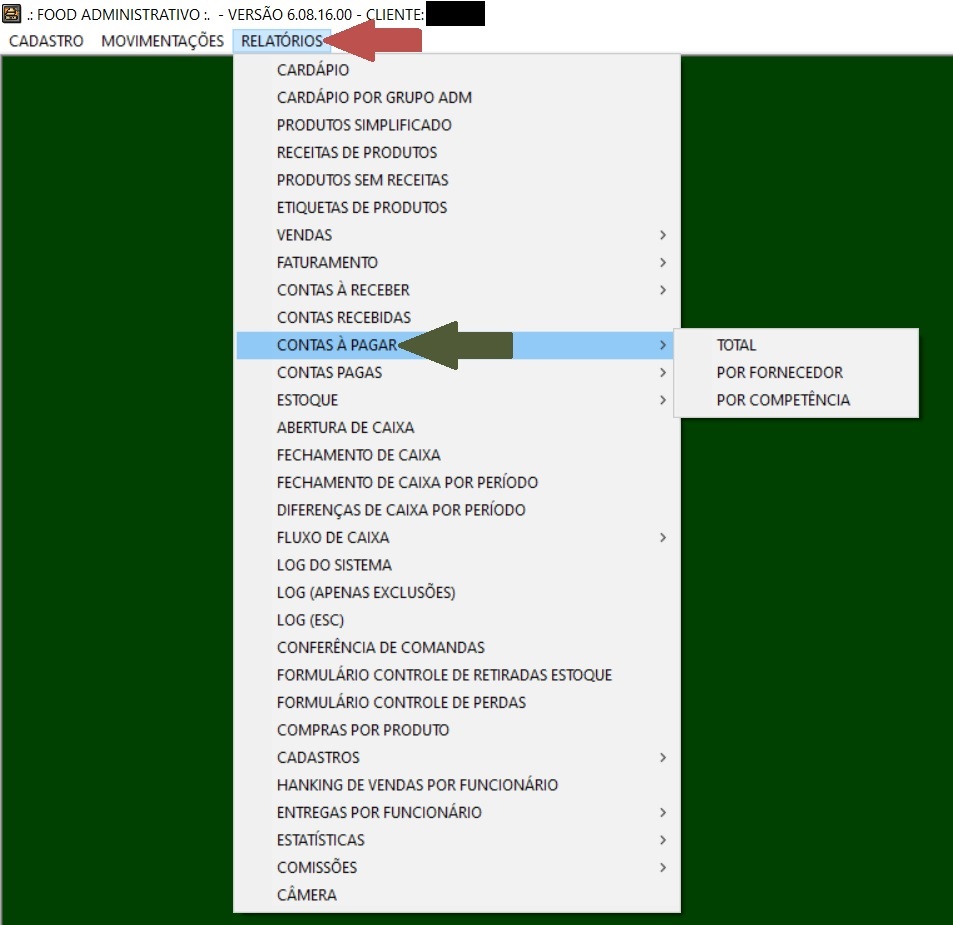 .: FOOD ADMINISTRATIVO :. - VERSÃO 6.08.16.00 - CLIENTE:
CADASTRO MOVIMENTAÇÕES RELATÓRIOS
CARDÁPIO
CARDÁPIO POR GRUPO ADM
PRODUTOS SIMPLIFICADO
RECEITAS DE PRODUTOS
PRODUTOS SEM RECEITAS
ETIQUETAS DE PRODUTOS
VENDAS
FATURAMENTO
CONTAS À RECEBER
CONTAS RECEBIDAS
CONTAS À PAGAR
CONTAS PAGAS
ESTOQUE
ABERTURA DE CAIXA
FECHAMENTO DE CAIXA
FECHAMENTO DE CAIXA POR PERÍODO
DIFERENÇAS DE CAIXA POR PERÍODO
FLUXO DE CAIXA
LOG DO SISTEMA
LOG (APENAS EXCLUSÕES)
LOG (ESC)
CONFERÊNCIA DE COMANDAS
FORMULÁRIO CONTROLE DE RETIRADAS ESTOQUE
FORMULÁRIO CONTROLE DE PERDAS
COMPRAS POR PRODUTO
CADASTROS
HANKING DE VENDAS POR FUNCIONÁRIO
ENTREGAS POR FUNCIONÁRIO
ESTATÍSTICAS
COMISSÕES
CÂMERA
TOTAL
POR FORNECEDOR
POR COMPETÊNCIA